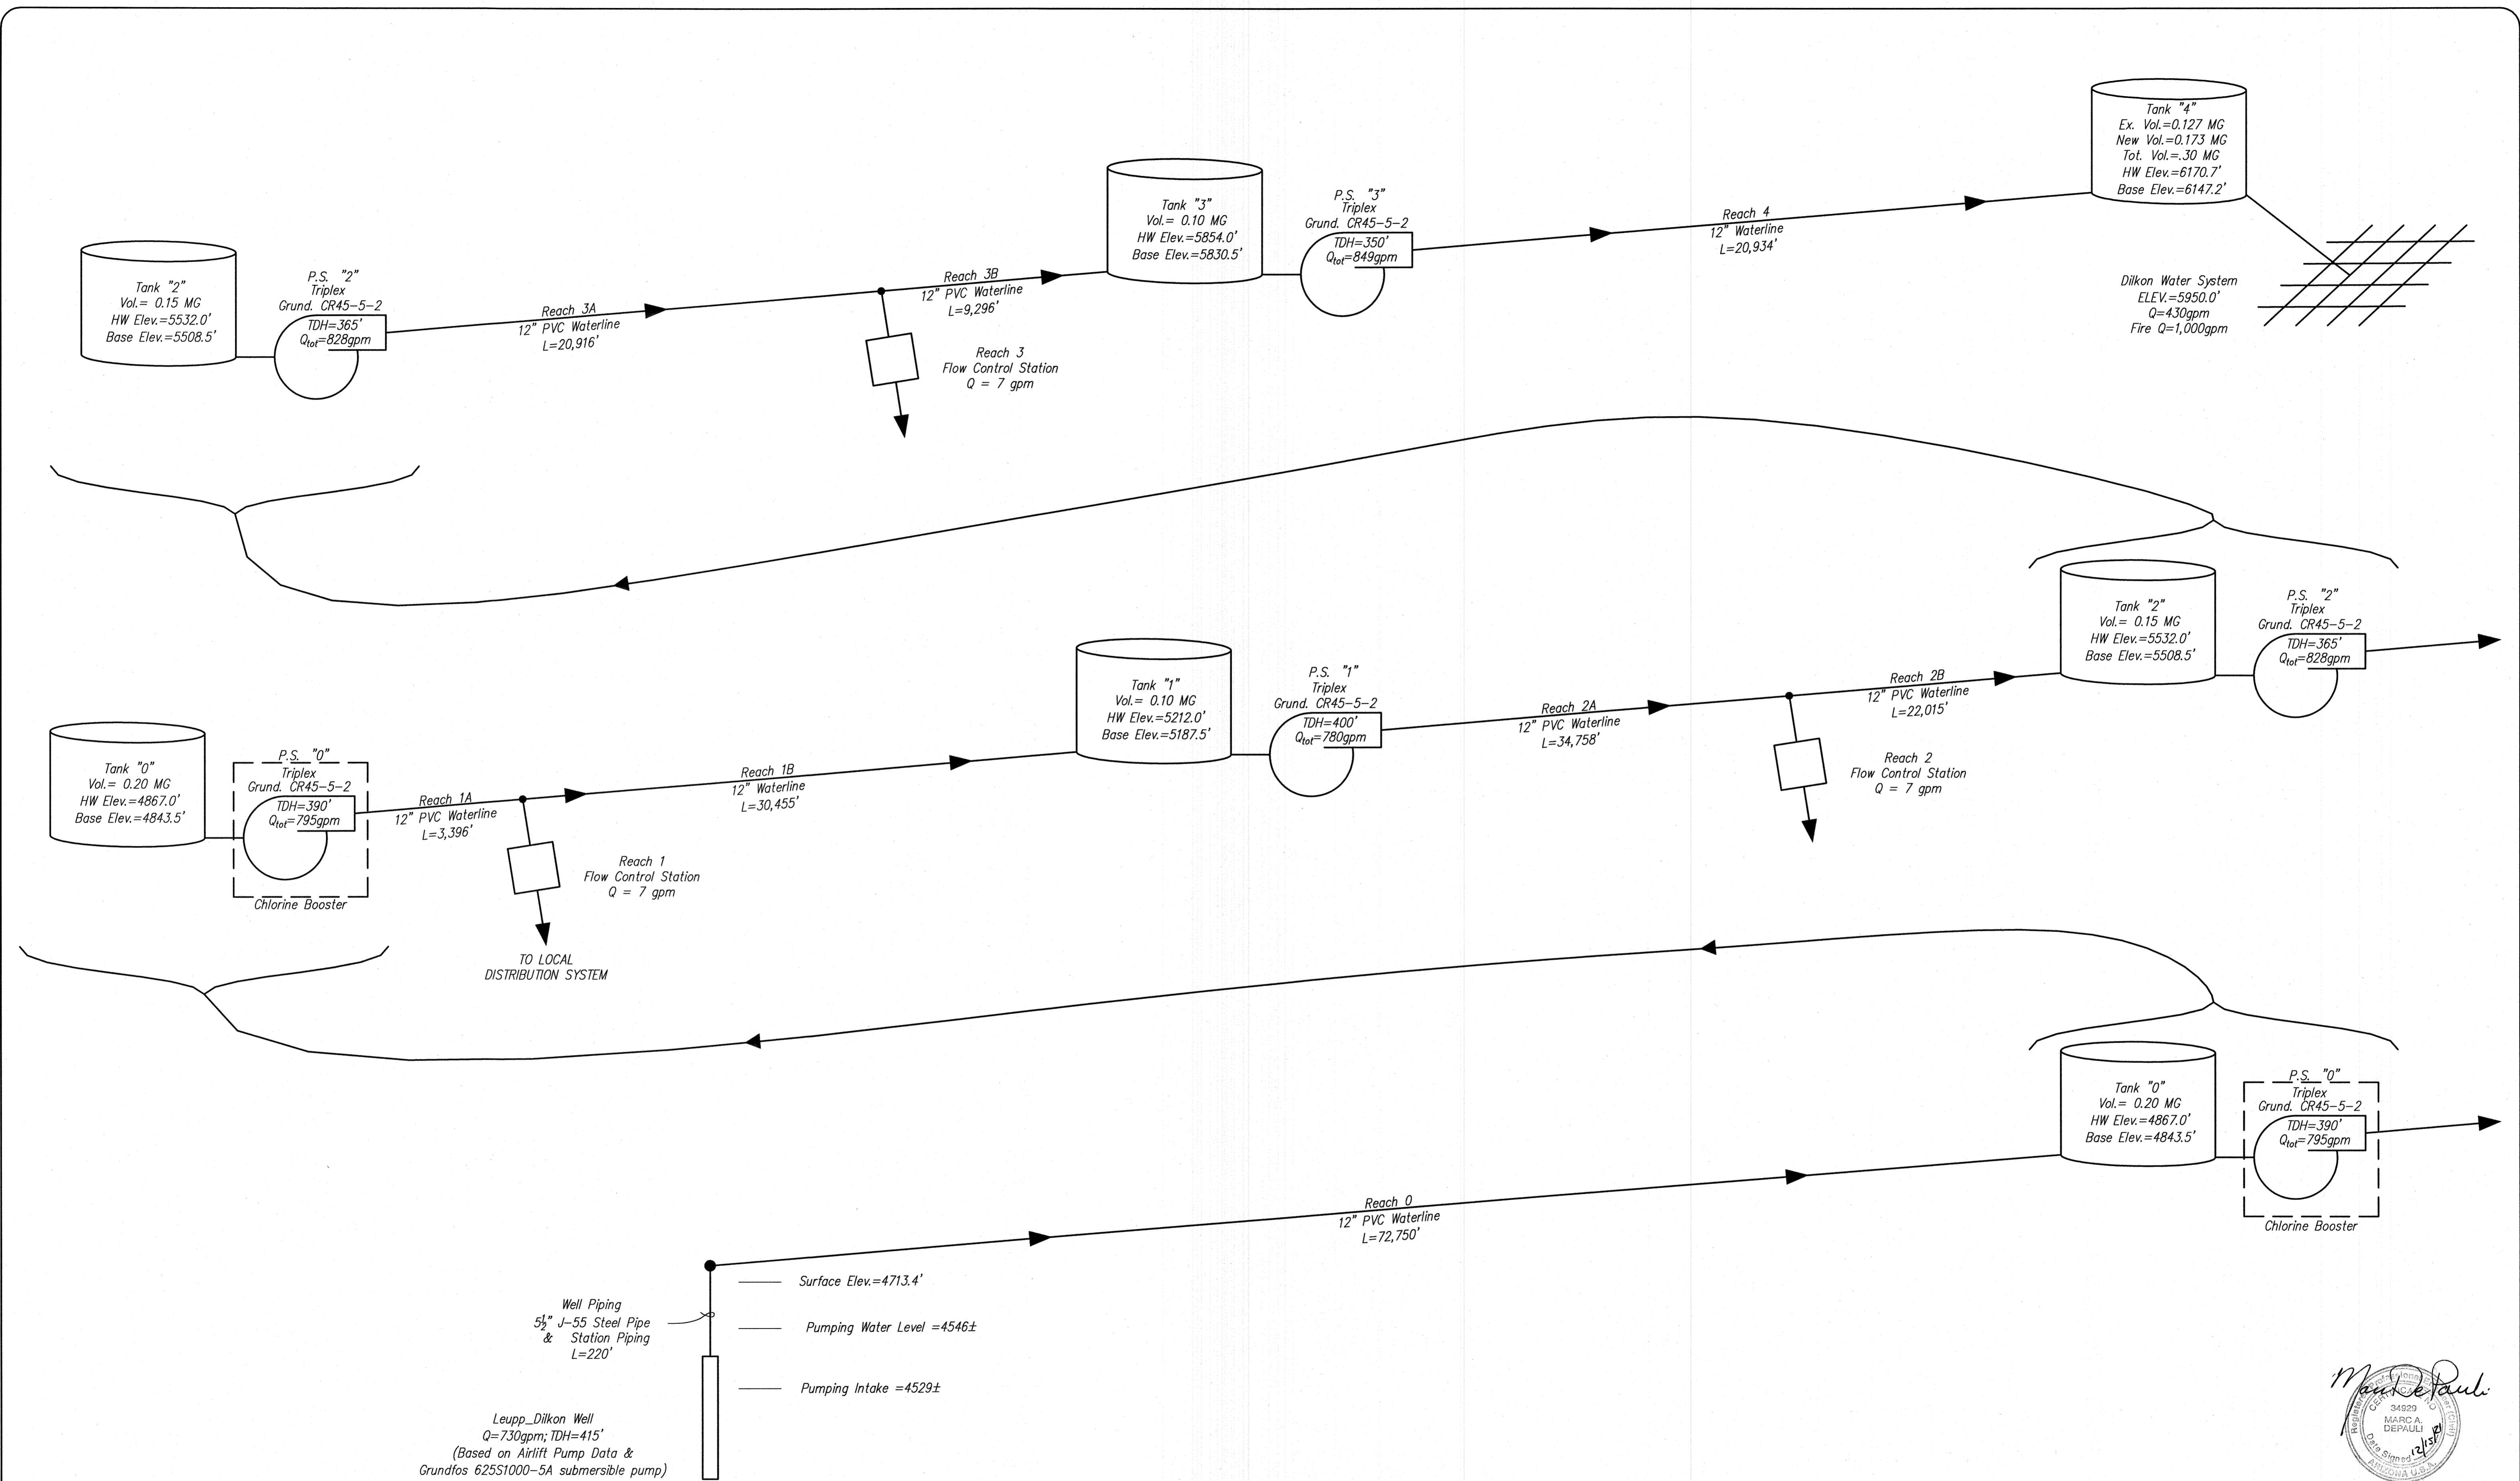 Tank "4"
Ex. Vol.=0.127 MG
New Vol.=0.173 MG
Tot. Vol.=.30 MG
HW Elev.=6170.7'
Base Elev.=6147.2'
Tank "3"
Vol.= 0.10 MG
HW Elev.=5854.0'
Base Elev.=5830.5'
P.S. "3"
Triplex
Grund. CR45-5-2
TDH=350'
Qtot=849gpm
Reach 4
12" Waterline
L=20,934'
Tank "2"
Vol.= 0.15 MG
HW Elev.=5532.0'
Base Elev.=5508.5'
P.S. "2"
Triplex
Grund. CR45-5-2
TDH=365'
Qtot=828gpm
Reach 3A
12" PVC Waterline
L=20,916'
Reach 3B
12" PVC Waterline
L=9,296'
Reach 3
Flow Control Station
Q = 7 gpm
Dilkon Water System
ELEV.=5950.0'
Q=430gpm
Fire Q=1,000gpm
Tank "0"
Vol.= 0.20 MG
HW Elev.=4867.0'
Base Elev.=4843.5'
P.S. "0"
Triplex
Grund. CR45-5-2
TDH=390'
Qtot=795gpm
Chlorine Booster
Reach 1A
12" PVC Waterline
L=3,396'
Reach 1B
12" Waterline
L=30,455'
Reach 1
Flow Control Station
Q = 7 gpm
TO LOCAL
DISTRIBUTION SYSTEM
Tank "1"
Vol.= 0.10 MG
HW Elev.=5212.0'
Base Elev.=5187.5'
P.S. "1"
Triplex
Grund. CR45-5-2
TDH=400'
Qtot=780gpm
Reach 2A
12" PVC Waterline
L=34,758'
Reach 2B
12" PVC Waterline
L=22,015'
Reach 2
Flow Control Station
Q = 7 gpm
Tank "2"
Vol.= 0.15 MG
HW Elev.=5532.0'
Base Elev.=5508.5'
P.S. "2"
Triplex
Grund. CR45-5-2
TDH=365'
Qtot=828gpm
Tank "0"
Vol.= 0.20 MG
HW Elev.=4867.0'
Base Elev.=4843.5'
P.S. "0"
Triplex
Grund. CR45-5-2
TDH=390'
Qtot=795gpm
Chlorine Booster
Reach 0
12" PVC Waterline
L=72,750'
Surface Elev.=4713.4'
Pumping Water Level =4546±
Pumping Intake =4529±
Well Piping
5½" J-55 Steel Pipe
& Station Piping
L=220'
Leupp_Dilkon Well
Q=730gpm; TDH=415'
(Based on Airlift Pump Data &
Grundfos 625S1000-5A submersible pump)
Marc DePauli
Registered Professional Engineer (Civil)
CERTIFICATE NO
34929
MARC A.
DEPAULI
Date Signed 12/15/21
ARIZONA U.S.A.